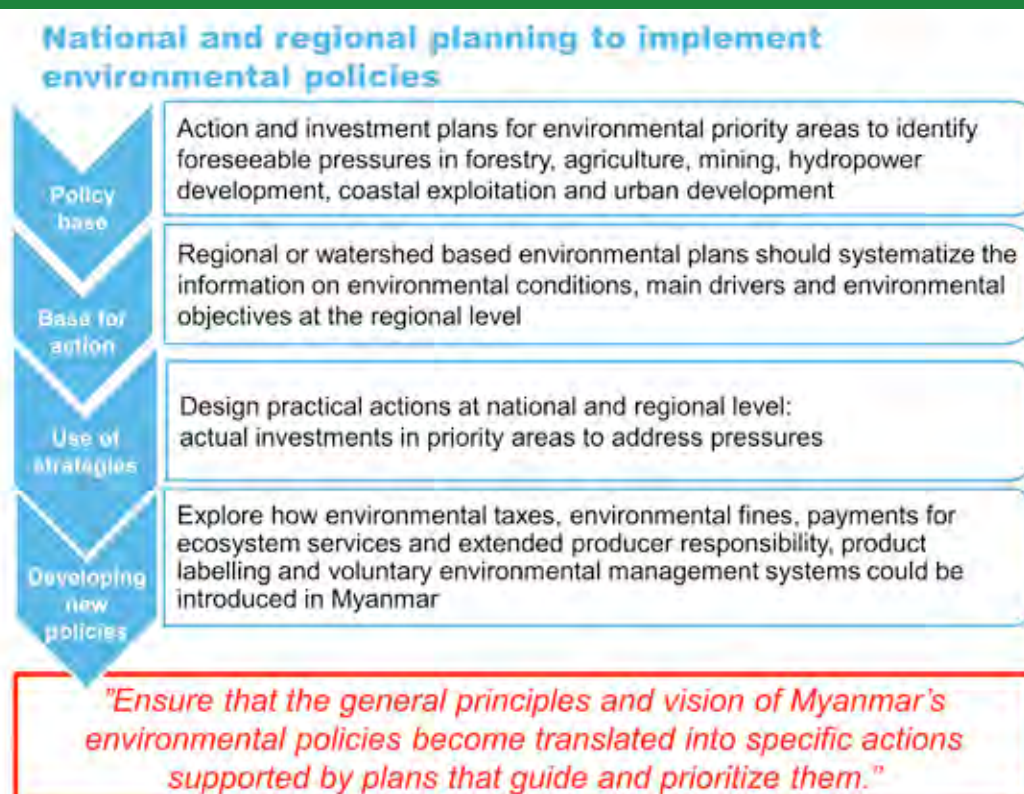 National and regional planning to implement
environmental policies
Policy
base
Action and investment plans for environmental priority areas to identify
foreseeable pressures in forestry, agriculture, mining, hydropower
development, coastal exploitation and urban development
Base for
action
Regional or watershed based environmental plans should systematize the
information on environmental conditions, main drivers and environmental
objectives at the regional level
Use of
strategies
Design practical actions at national and regional level:
actual investments in priority areas to address pressures
Developing
new
policies
Explore how environmental taxes, environmental fines, payments for
ecosystem services and extended producer responsibility, product
labelling and voluntary environmental management systems could be
introduced in Myanmar
"Ensure that the general principles and vision of Myanmar's
environmental policies become translated into specific actions
supported by plans that guide and prioritize them."